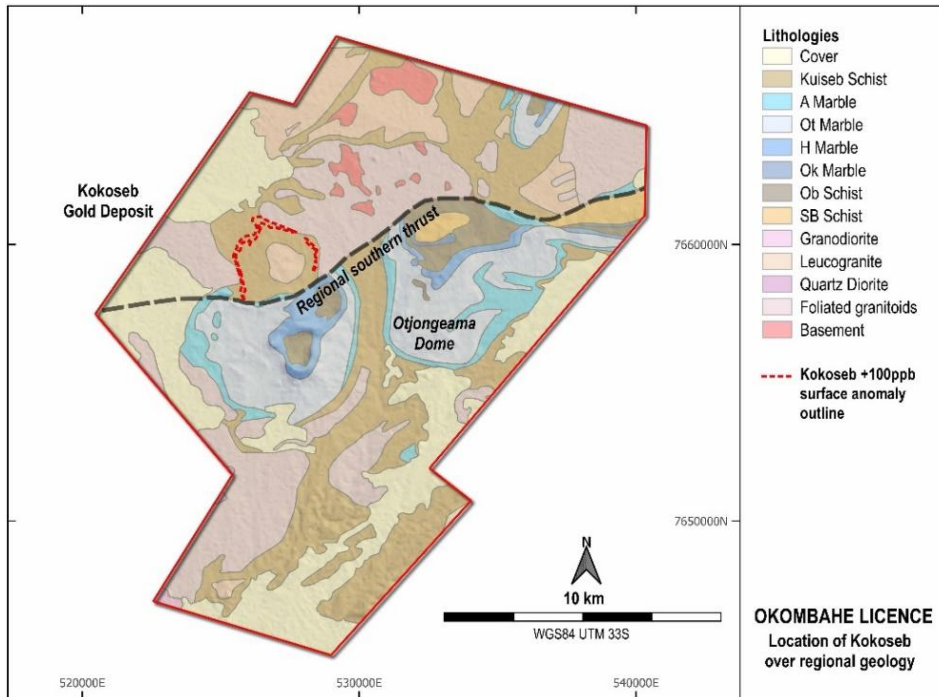 Kokoseb
Gold Deposit
Regional southern thrust
Otjongeama
Dome
7660000N
7650000N
N
10 km
WGS84 UTM 33S
520000E
530000E
540000E
Lithologies
Cover
Kuiseb Schist
A Marble
Ot Marble
H Marble
Ok Marble
Ob Schist
SB Schist
Granodiorite
Leucogranite
Quartz Diorite
Foliated granitoids
Basement
Kokoseb +100ppb
surface anomaly
outline
OKOMBAHE LICENCE
Location of Kokoseb
over regional geology